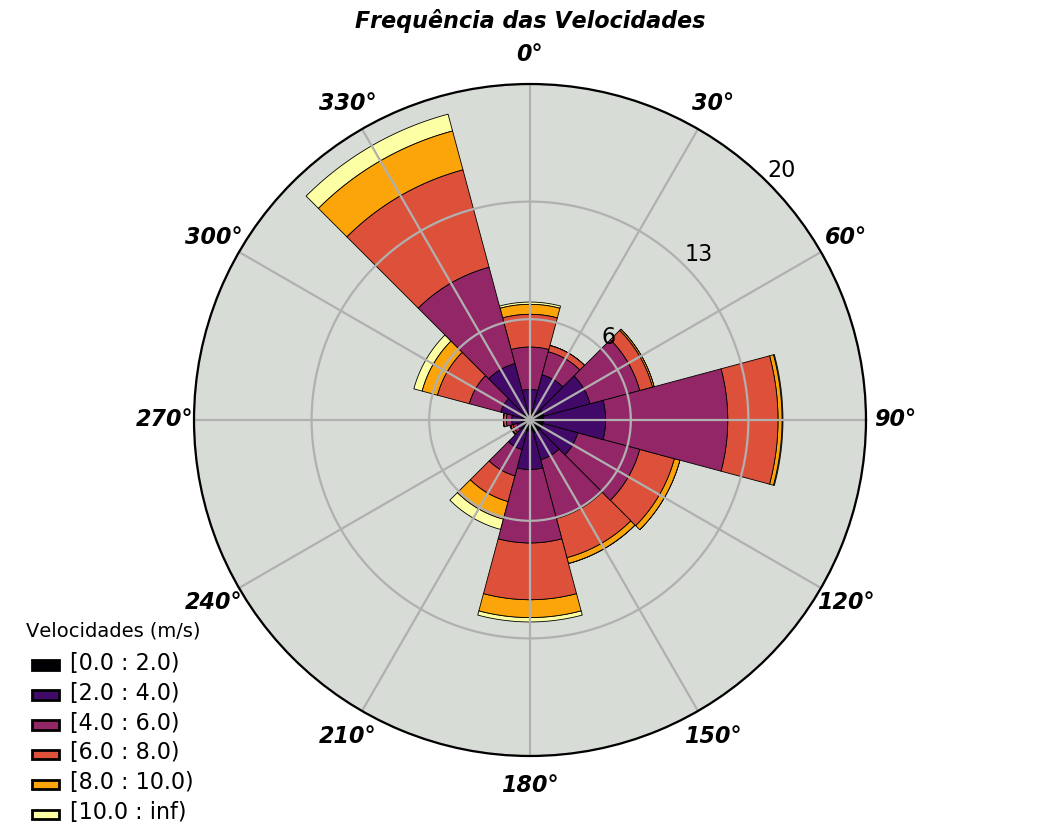 Frequência das Velocidades
0°
330°
30°
20
300°
60°
13
6
270°
90°
240°
120°
210°
150°
180°
Velocidades (m/s)
[0.0 : 2.0)
[2.0 : 4.0)
[4.0 : 6.0)
[6.0 : 8.0)
[8.0 : 10.0)
[10.0 : inf)